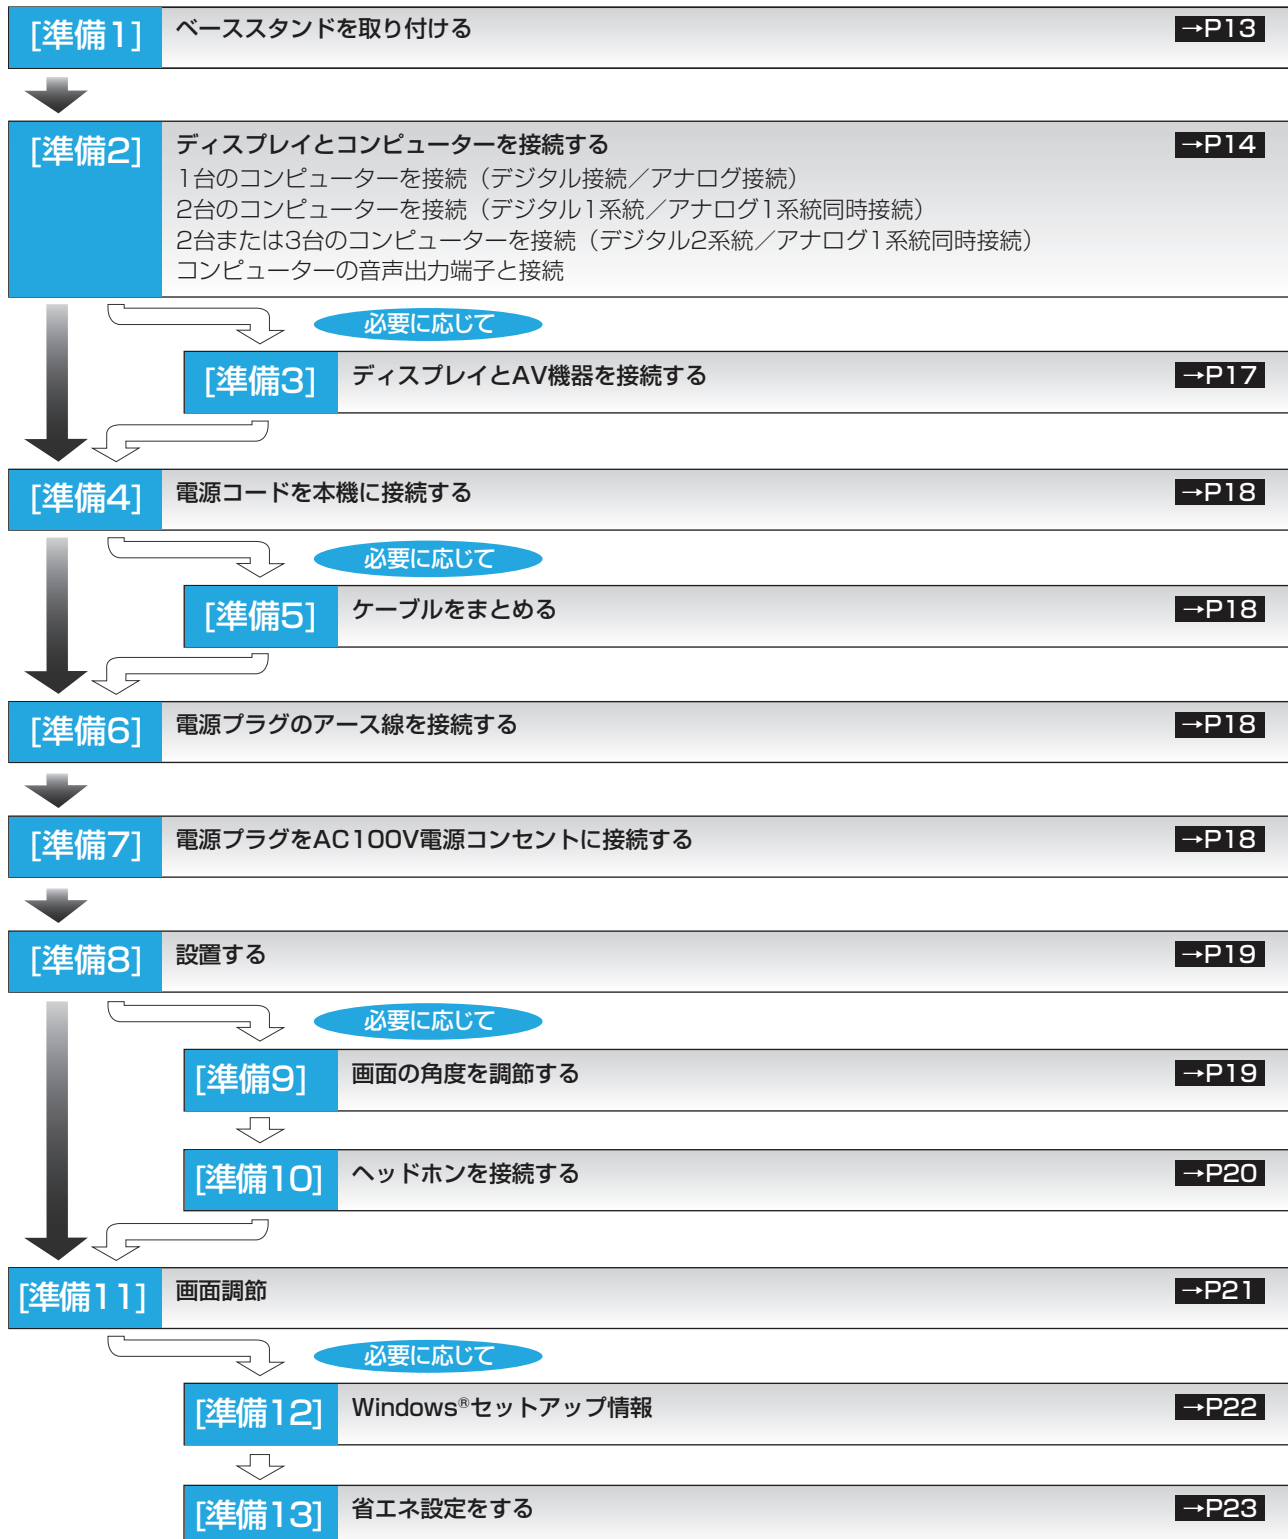 [準備1] ベーススタンドを取り付ける →P13
[準備2] ディスプレイとコンピューターを接続する →P14
1台のコンピューターを接続（デジタル接続／アナログ接続）
2台のコンピューターを接続（デジタル1系統／アナログ1系統同時接続）
2台または3台のコンピューターを接続（デジタル2系統／アナログ1系統同時接続）
コンピューターの音声出力端子と接続
必要に応じて
[準備3] ディスプレイとAV機器を接続する →P17
[準備4] 電源コードを本機に接続する →P18
必要に応じて
[準備5] ケーブルをまとめる →P18
[準備6] 電源プラグのアース線を接続する →P18
[準備7] 電源プラグをAC100V電源コンセントに接続する →P18
[準備8] 設置する →P19
必要に応じて
[準備9] 画面の角度を調節する →P19
[準備10] ヘッドホンを接続する →P20
[準備11] 画面調節 →P21
必要に応じて
[準備12] Windows®セットアップ情報 →P22
[準備13] 省エネ設定をする →P23